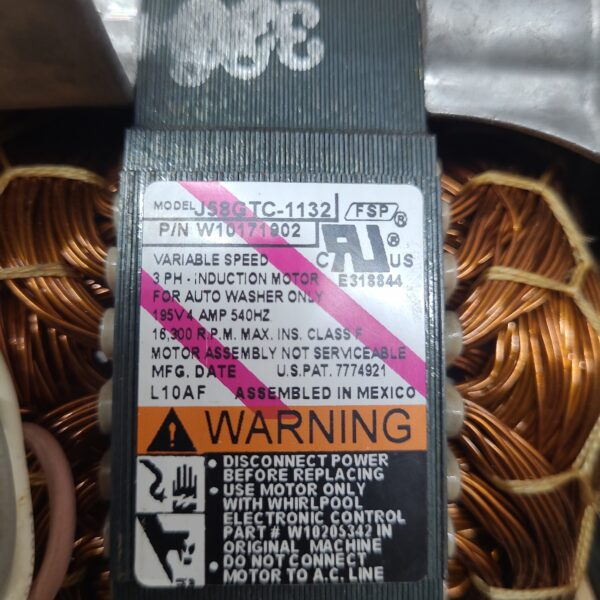 328
MODEL J58GTC-1132 FSP®
P/N W10171902
VARIABLE SPEED C RU® US
3 PH - INDUCTION MOTOR E318844
FOR AUTO WASHER ONLY
195V 4 AMP 540HZ
16,300 R.P.M. MAX. INS. CLASS F
MOTOR ASSEMBLY NOT SERVICEABLE
MFG. DATE U.S.PAT. 7774921
L10AF ASSEMBLED IN MEXICO
WARNING
• DISCONNECT POWER
BEFORE REPLACING
• USE MOTOR ONLY
WITH WHIRLPOOL
ELECTRONIC CONTROL
PART # W10205342 IN
ORIGINAL MACHINE
• DO NOT CONNECT
MOTOR TO A.C. LINE